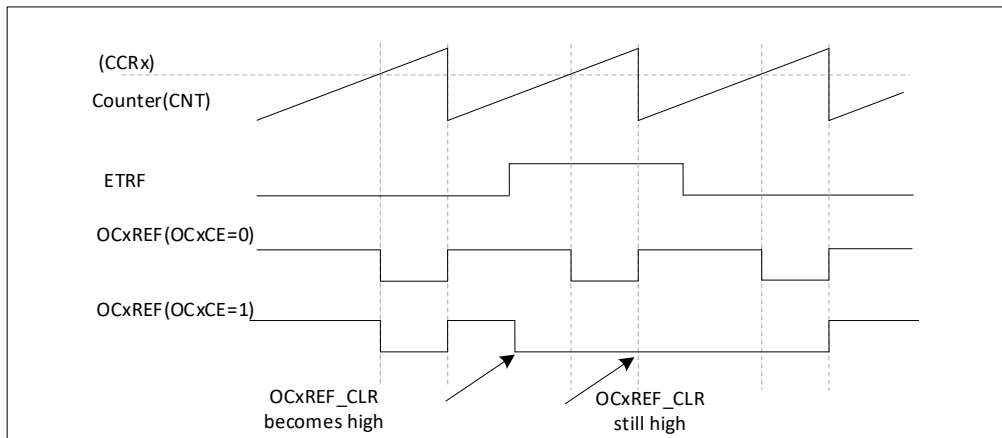 (CCRx)
Counter(CNT)
ETRF
OCxREF(OCxCE=0)
OCxREF(OCxCE=1)
OCxREF_CLR
becomes high
OCxREF_CLR
still high